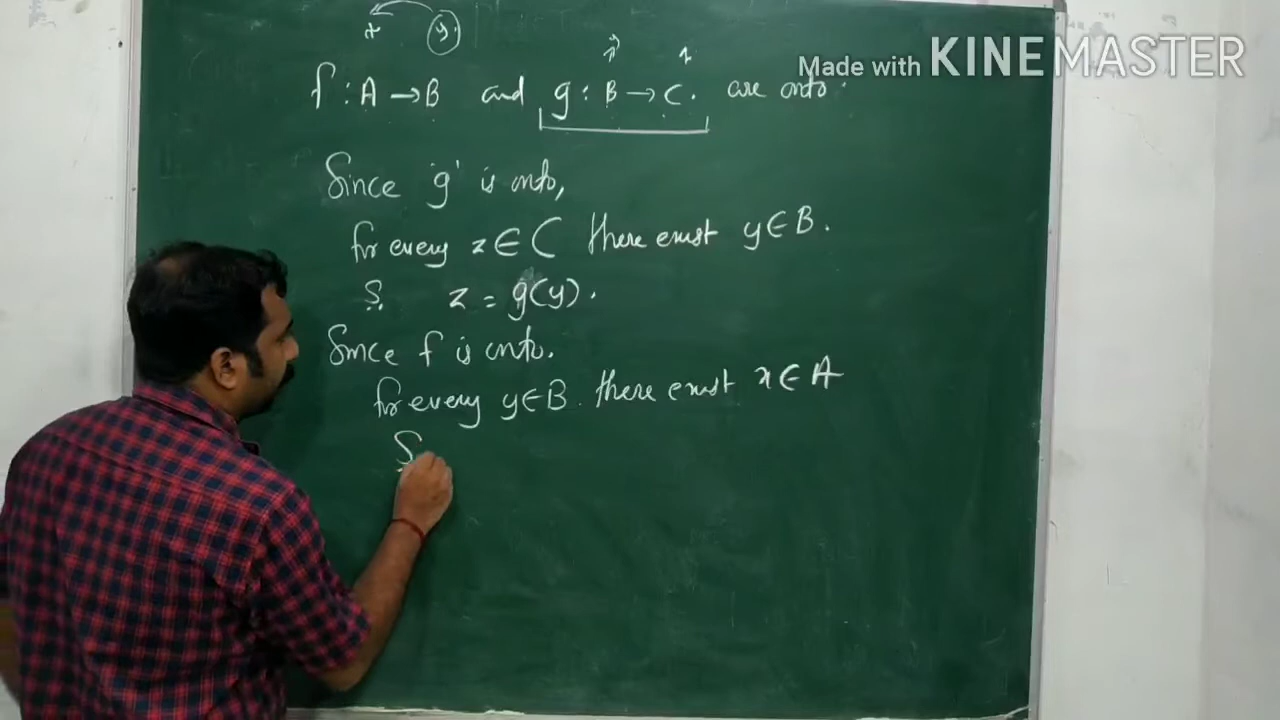 x y
Made with KINEMASTER
f : A → B and g : B → C. are onto.
Since 'g' is onto,
for every z ∈ C there exist y ∈ B.
S. z = g(y).
Since f is onto.
for every y ∈ B. there exist x ∈ A
S